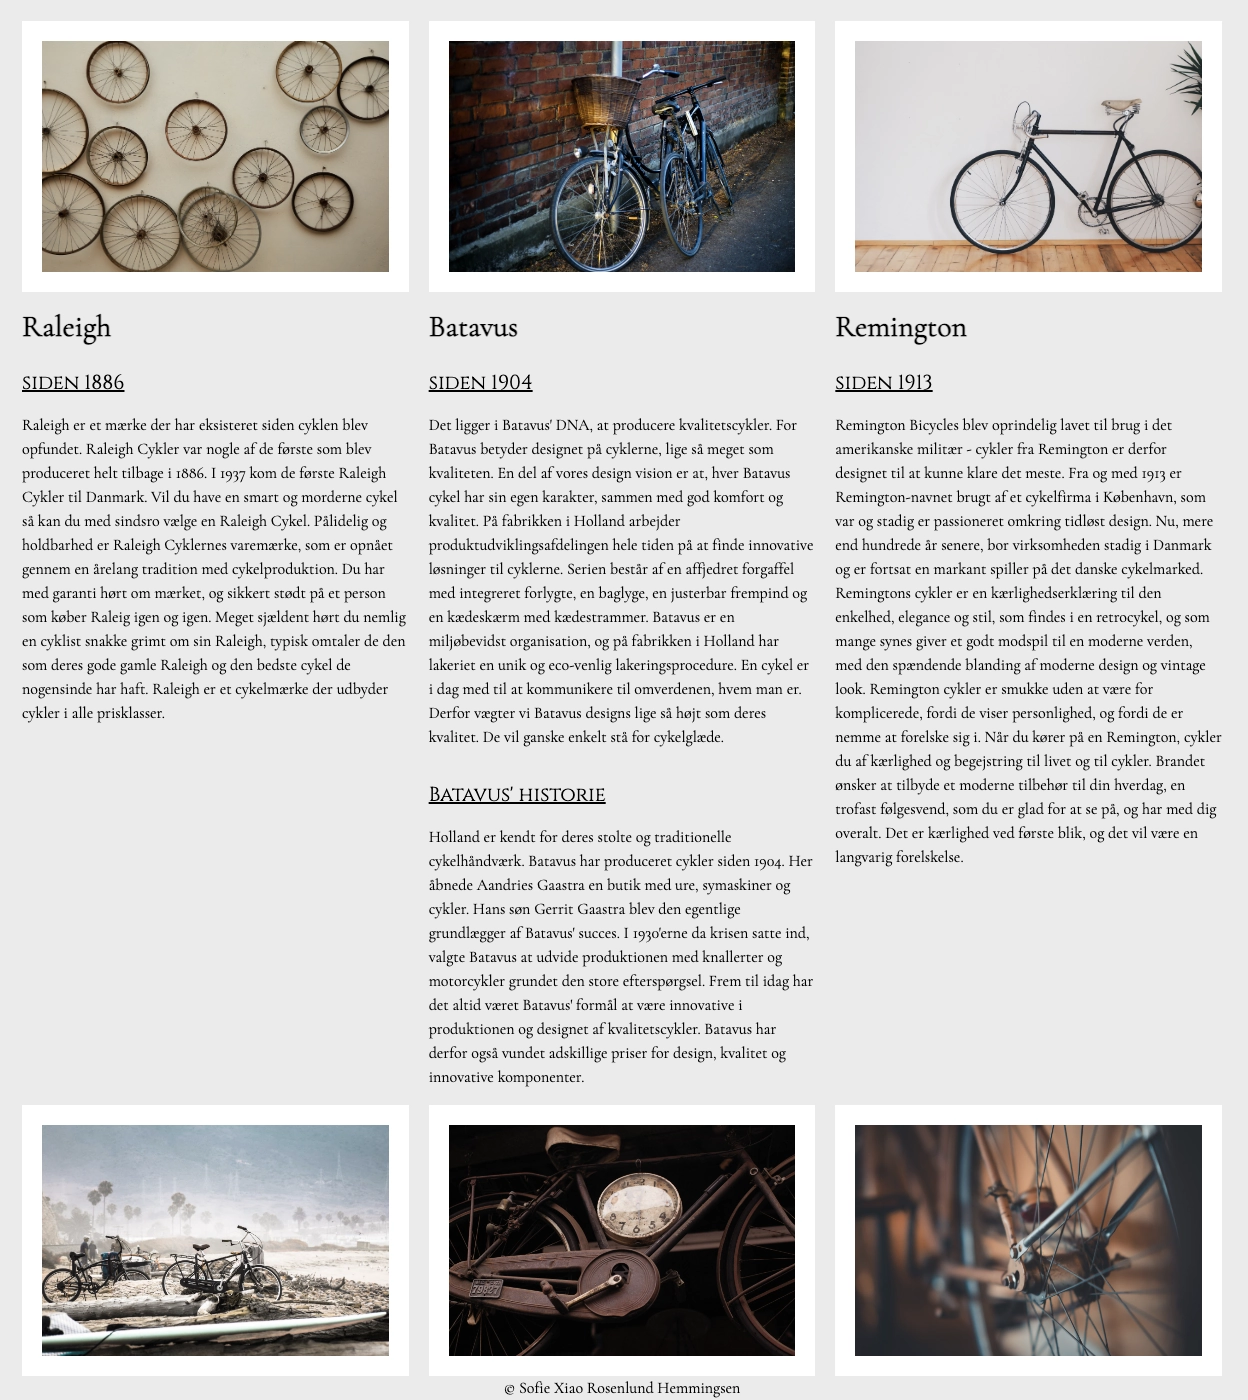 Raleigh
SIDEN 1886
Raleigh er et mærke der har eksisteret siden cyklen blev
opfundet. Raleigh Cykler var nogle af de første som blev
produceret helt tilbage i 1886. I 1937 kom de første Raleigh
Cykler til Danmark. Vil du have en smart og morderne cykel
så kan du med sindsro vælge en Raleigh Cykel. Pålidelig og
holdbarhed er Raleigh Cyklernes varemærke, som er opnået
gennem en årelang tradition med cykelproduktion. Du har
med garanti hørt om mærket, og sikkert stødt på et person
som køber Raleig igen og igen. Meget sjældent hørt du nemlig
en cyklist snakke grimt om sin Raleigh, typisk omtaler de den
som deres gode gamle Raleigh og den bedste cykel de
nogensinde har haft. Raleigh er et cykelmærke der udbyder
cykler i alle prisklasser.
Batavus
SIDEN 1904
Det ligger i Batavus' DNA, at producere kvalitetscykler. For
Batavus betyder designet på cyklerne, lige så meget som
kvaliteten. En del af vores design vision er at, hver Batavus
cykel har sin egen karakter, sammen med god komfort og
kvalitet. På fabrikken i Holland arbejder
produktudviklingsafdelingen hele tiden på at finde innovative
løsninger til cyklerne. Serien består af en affjedret forgaffel
med integreret forlygte, en baglyge, en justerbar frempind og
en kædeskærm med kædestrammer. Batavus er en
miljøbevidst organisation, og på fabrikken i Holland har
lakeriet en unik og eco-venlig lakeringsprocedure. En cykel er
i dag med til at kommunikere til omverdenen, hvem man er.
Derfor vægter vi Batavus designs lige så højt som deres
kvalitet. De vil ganske enkelt stå for cykelglæde.
BATAVUS' HISTORIE
Holland er kendt for deres stolte og traditionelle
cykelhåndværk. Batavus har produceret cykler siden 1904. Her
åbnede Aandries Gaastra en butik med ure, symaskiner og
cykler. Hans søn Gerrit Gaastra blev den egentlige
grundlægger af Batavus' succes. I 1930'erne da krisen satte ind,
valgte Batavus at udvide produktionen med knallerter og
motorcykler grundet den store efterspørgsel. Frem til idag har
det altid været Batavus' formål at være innovative i
produktionen og designet af kvalitetscykler. Batavus har
derfor også vundet adskillige priser for design, kvalitet og
innovative komponenter.
Remington
SIDEN 1913
Remington Bicycles blev oprindelig lavet til brug i det
amerikanske militær - cykler fra Remington er derfor
designet til at kunne klare det meste. Fra og med 1913 er
Remington-navnet brugt af et cykelfirma i København, som
var og stadig er passioneret omkring tidløst design. Nu, mere
end hundrede år senere, bor virksomheden stadig i Danmark
og er fortsat en markant spiller på det danske cykelmarked.
Remingtons cykler er en kærlighedserklæring til den
enkelhed, elegance og stil, som findes i en retrocykel, og som
mange synes giver et godt modspil til en moderne verden,
med den spændende blanding af moderne design og vintage
look. Remington cykler er smukke uden at være for
komplicerede, fordi de viser personlighed, og fordi de er
nemme at forelske sig i. Når du kører på en Remington, cykler
du af kærlighed og begejstring til livet og til cykler. Brandet
ønsker at tilbyde et moderne tilbehør til din hverdag, en
trofast følgesvend, som du er glad for at se på, og har med dig
overalt. Det er kærlighed ved første blik, og det vil være en
langvarig forelskelse.
© Sofie Xiao Rosenlund Hemmingsen